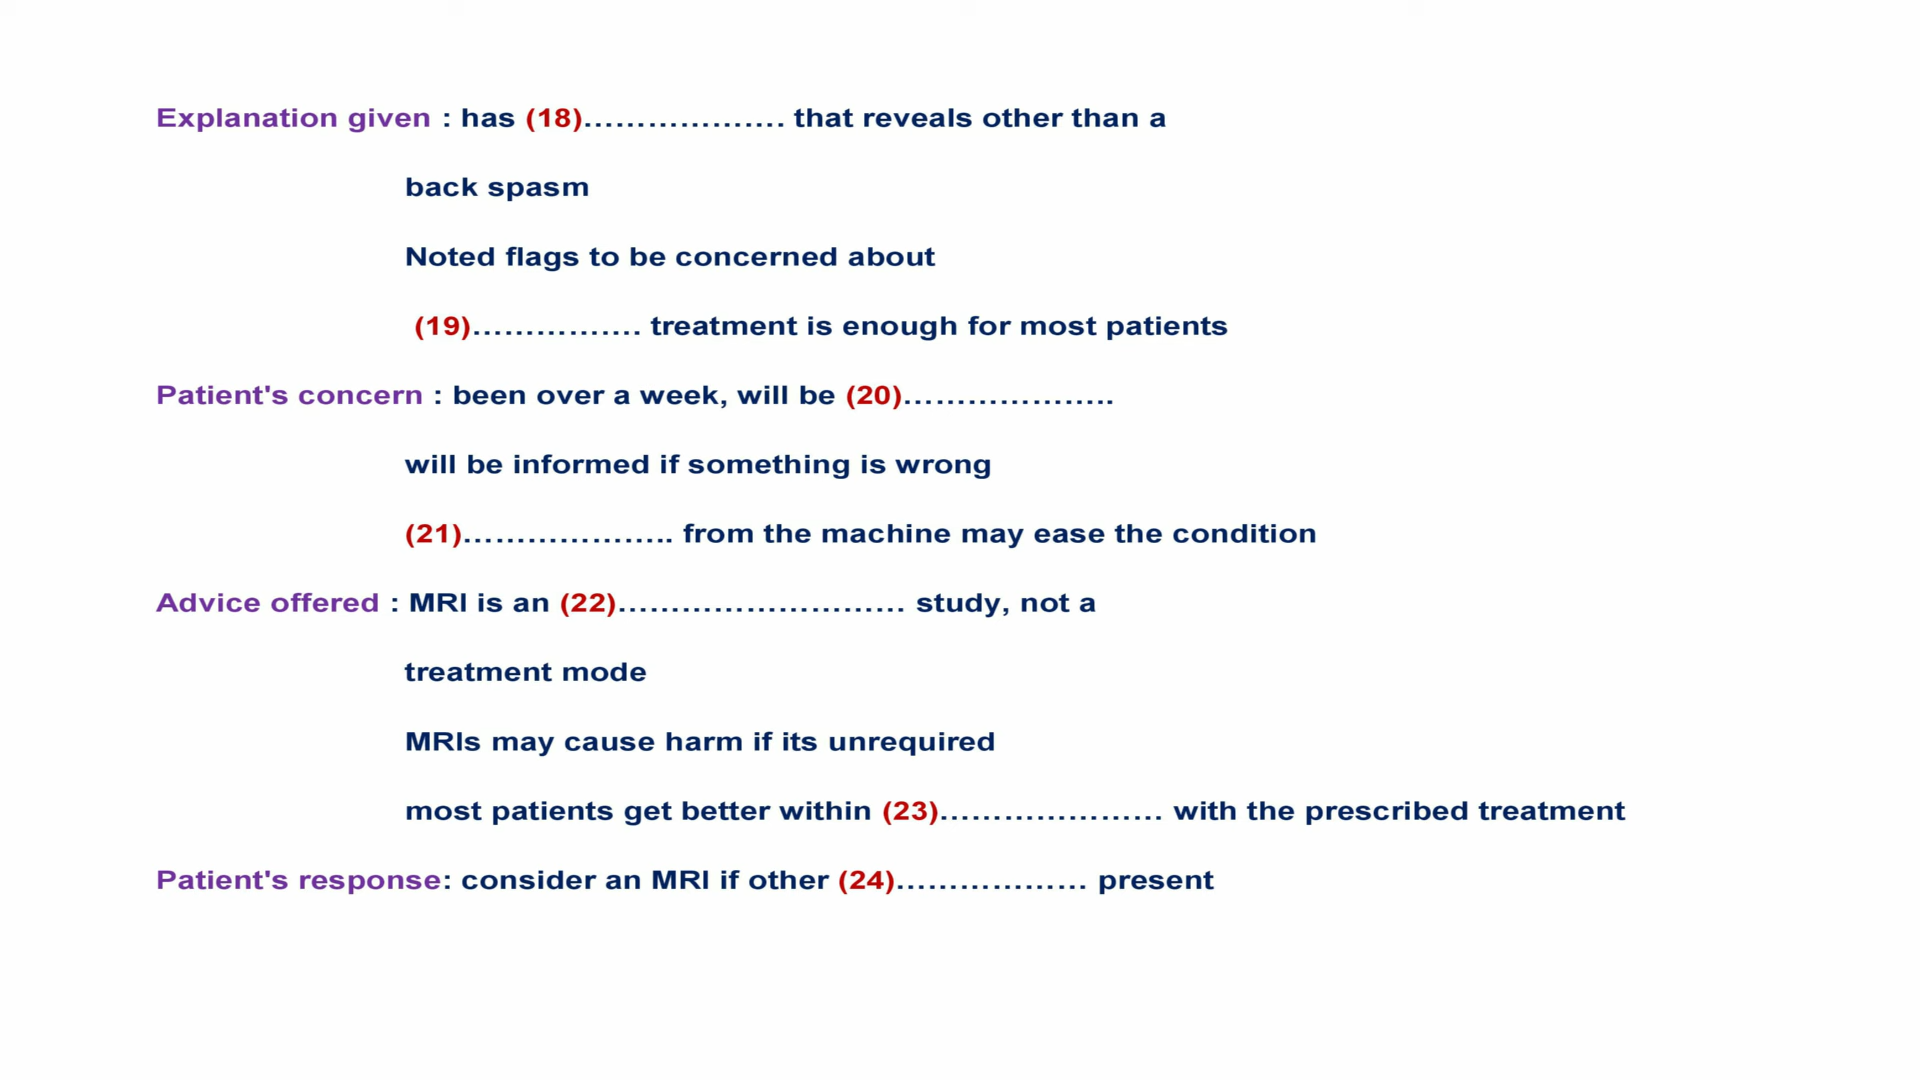 Explanation given : has (18)................... that reveals other than a
back spasm
Noted flags to be concerned about
(19)................ treatment is enough for most patients
Patient's concern : been over a week, will be (20)....................
will be informed if something is wrong
(21).................... from the machine may ease the condition
Advice offered : MRI is an (22)........................... study, not a
treatment mode
MRIs may cause harm if its unrequired
most patients get better within (23)..................... with the prescribed treatment
Patient's response: consider an MRI if other (24).................. present